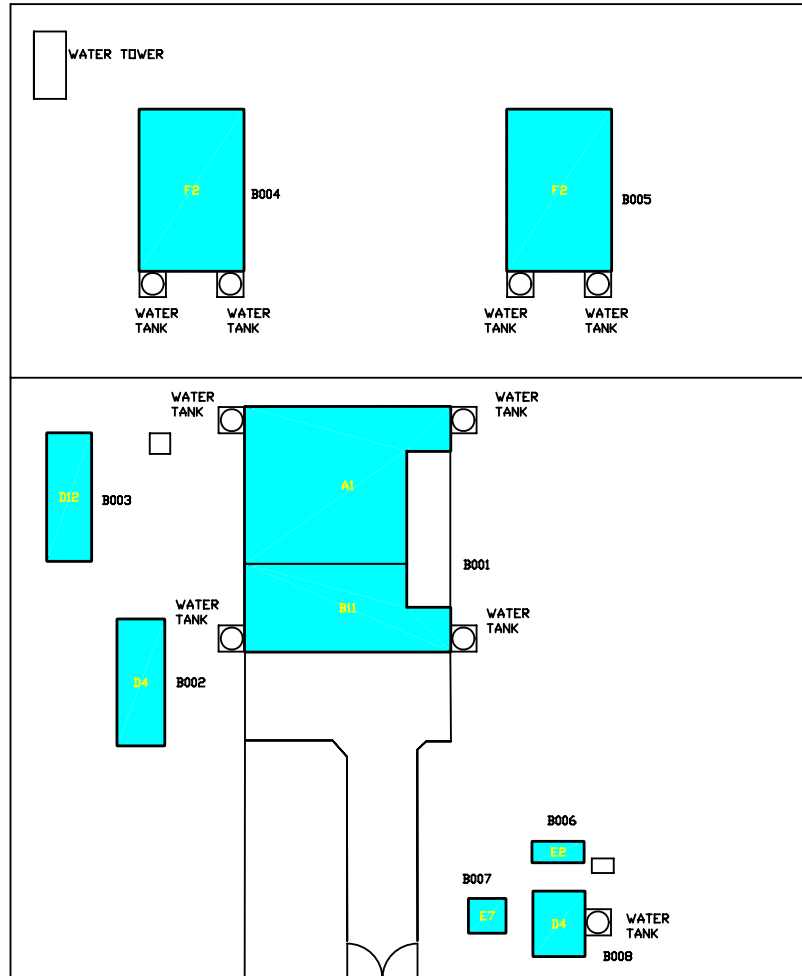 WATER TOWER
F2
B004
F2
B005
WATER
TANK
WATER
TANK
WATER
TANK
WATER
TANK
WATER
TANK
WATER
TANK
A1
D12
B003
B001
WATER
TANK
B11
WATER
TANK
D4
B002
B006
E2
B007
E7
D4
WATER
TANK
B008